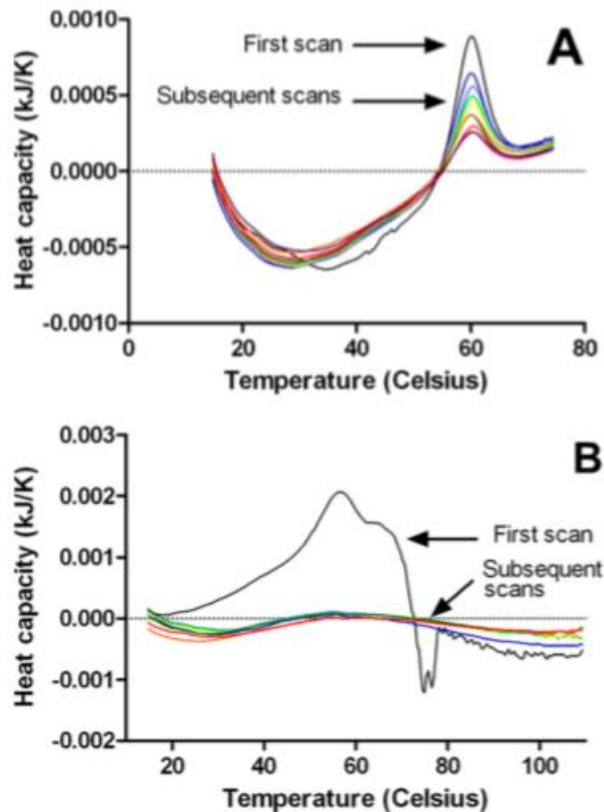 A
First scan
Subsequent scans
Heat capacity (kJ/K)
0.0010
0.0005
0.0000
-0.0005
-0.0010
0
20
40
60
80
Temperature (Celsius)
B
First scan
Subsequent
scans
Heat capacity (kJ/K)
0.003
0.002
0.001
0.000
-0.001
-0.002
20
40
60
80
100
Temperature (Celsius)